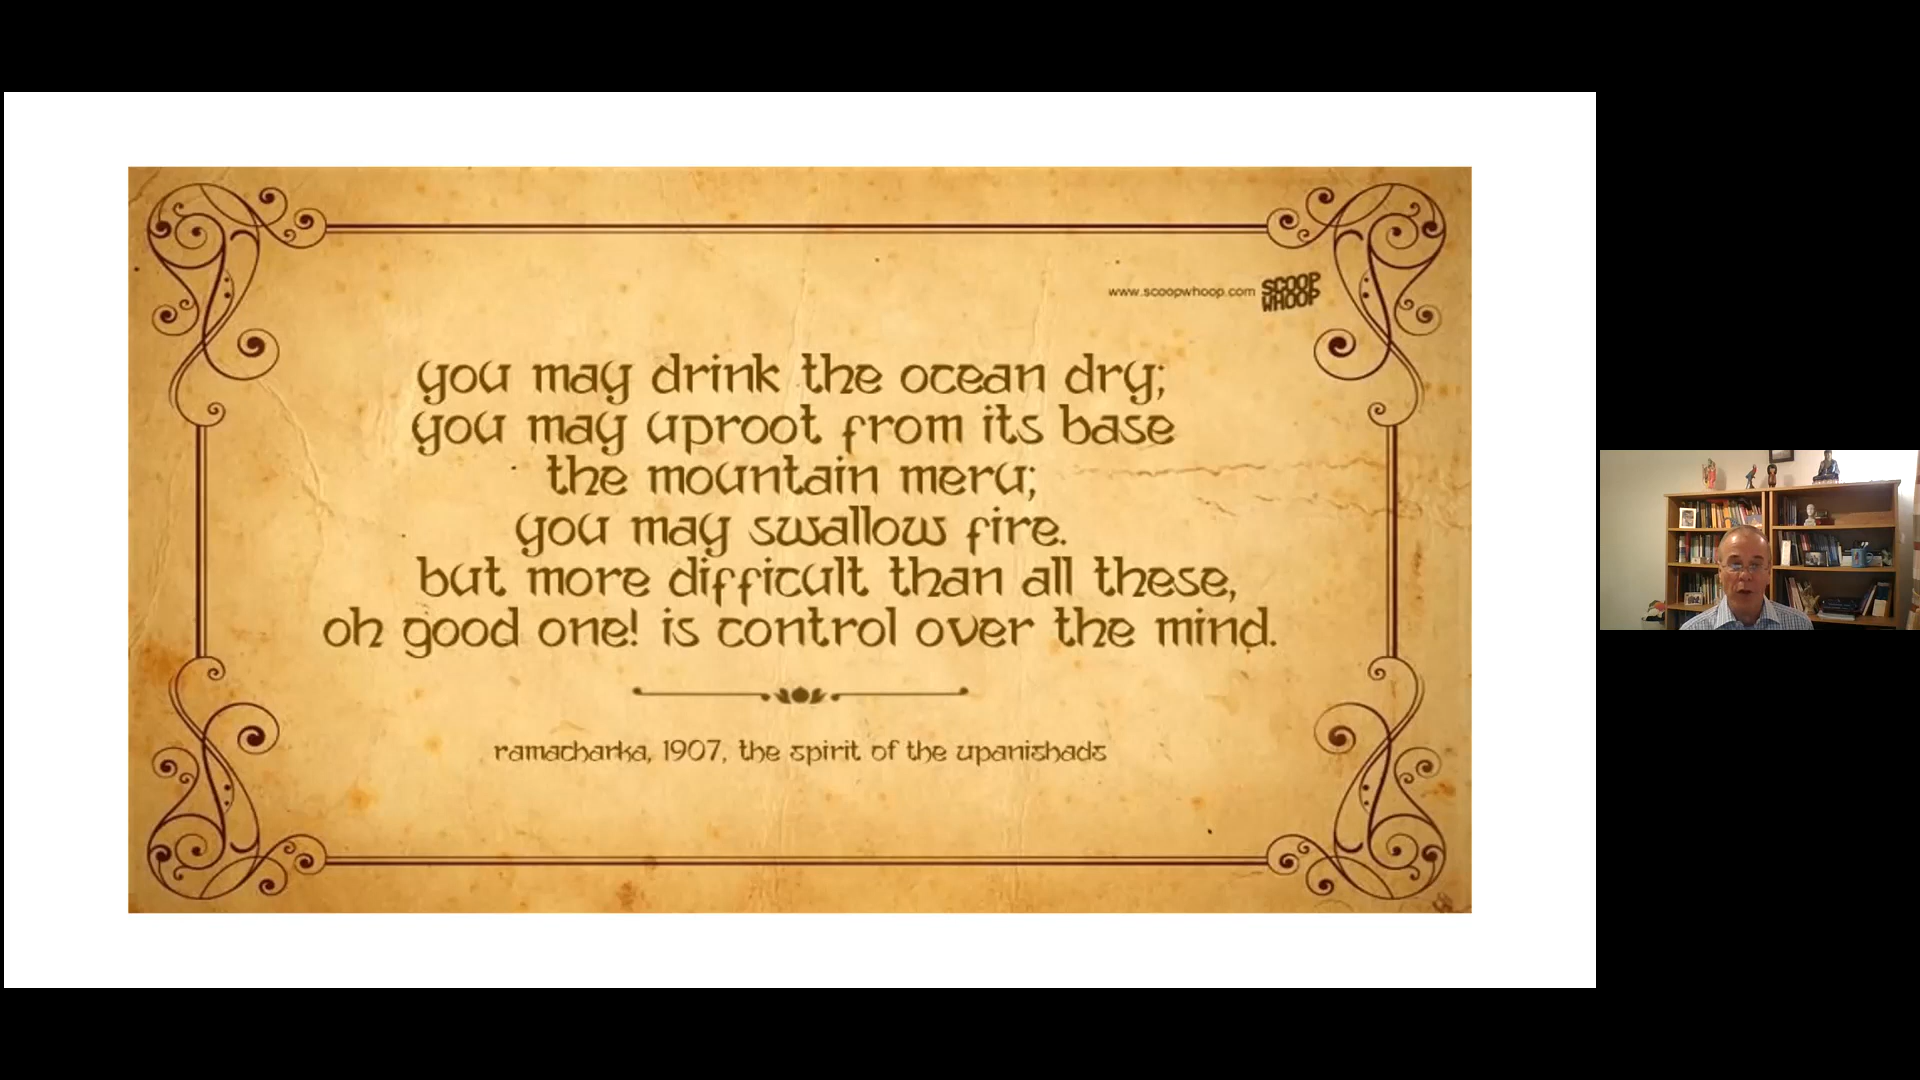 www.scoopwhoop.com SCOOP WHOOP
you may drink the ocean dry;
you may uproot from its base
the mountain meru;
you may swallow fire.
but more difficult than all these,
oh good one! is control over the mind.
ramacharka, 1907, the spirit of the upanishads